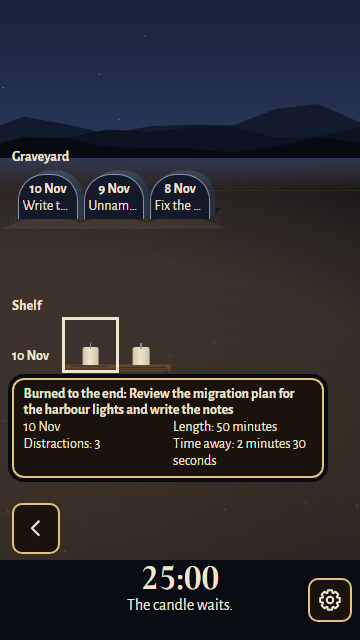 Graveyard
10 Nov
Write t...
9 Nov
Unnam...
8 Nov
Fix the ...
Shelf
10 Nov
Burned to the end: Review the migration plan for
the harbour lights and write the notes
10 Nov
Length: 50 minutes
Distractions: 3
Time away: 2 minutes 30
seconds
25:00
The candle waits.